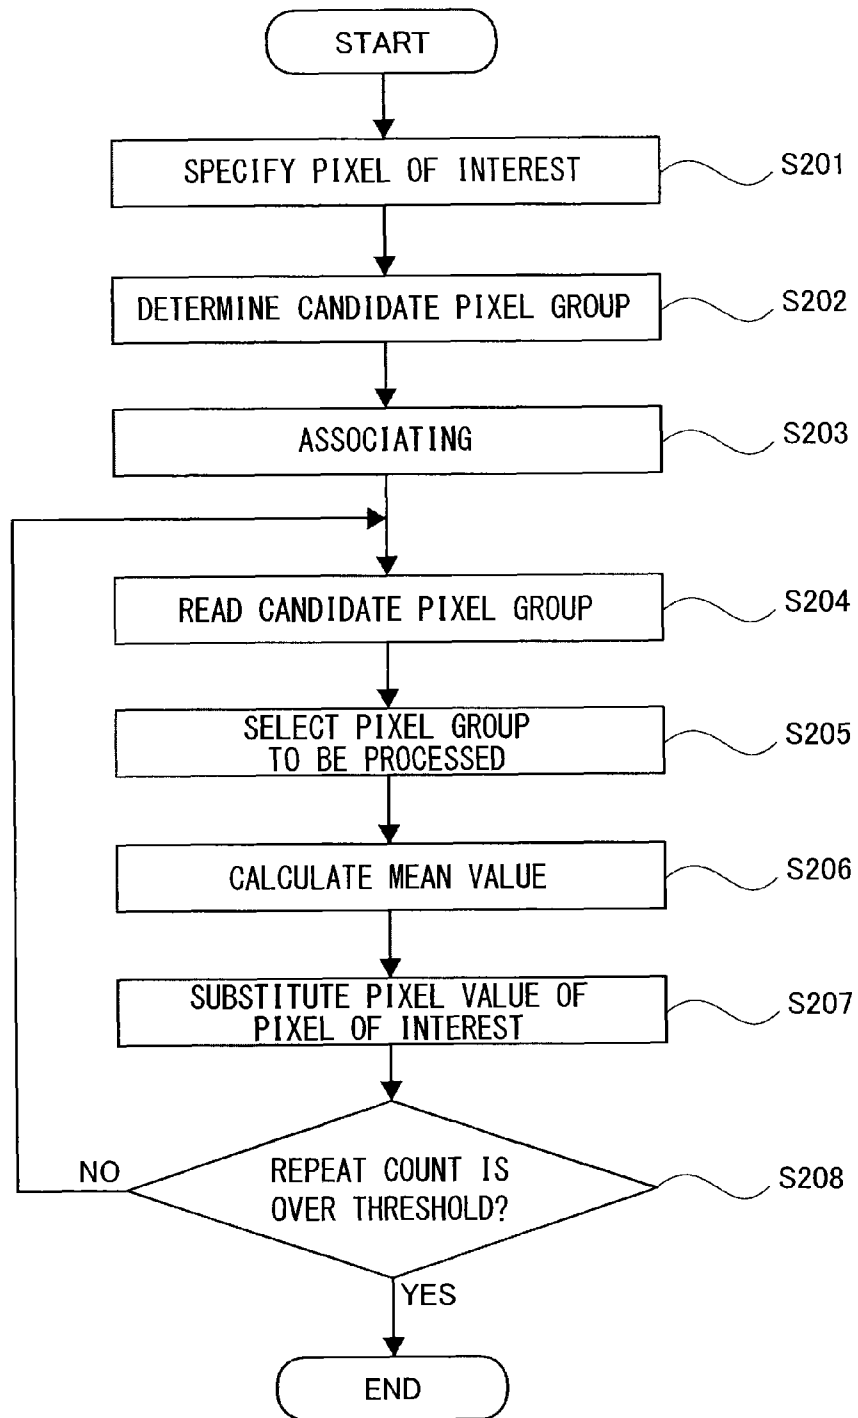 START
SPECIFY PIXEL OF INTEREST
S201
DETERMINE CANDIDATE PIXEL GROUP
S202
ASSOCIATING
S203
READ CANDIDATE PIXEL GROUP
S204
SELECT PIXEL GROUP
TO BE PROCESSED
S205
CALCULATE MEAN VALUE
S206
SUBSTITUTE PIXEL VALUE OF
PIXEL OF INTEREST
S207
REPEAT COUNT IS
OVER THRESHOLD?
S208
NO
YES
END